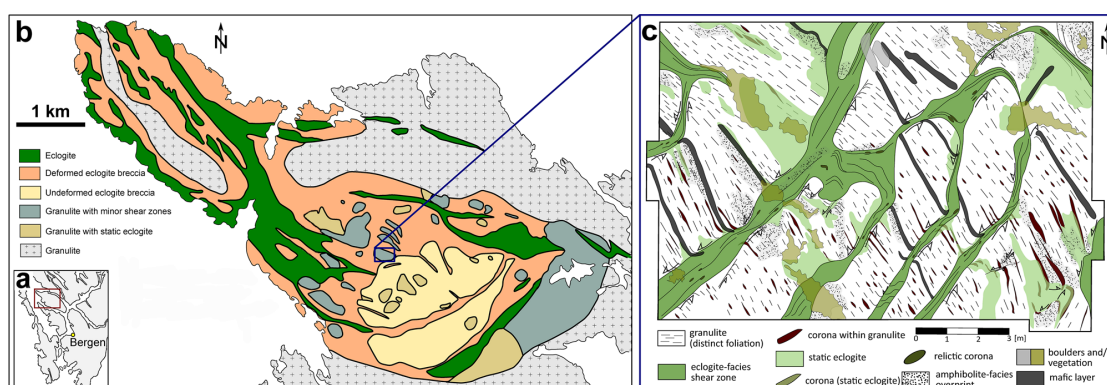 b
N
1 km
Eclogite
Deformed eclogite breccia
Undeformed eclogite breccia
Granulite with minor shear zones
Granulite with static eclogite
Granulite
a
Bergen
c
N
granulite
(distinct foliation)
eclogite-facies
shear zone
corona within granulite
static eclogite
corona (static eclogite)
0 1 2 3 [m]
relictic corona
amphibolite-facies
overprint
boulders and/
vegetation
mafic layer